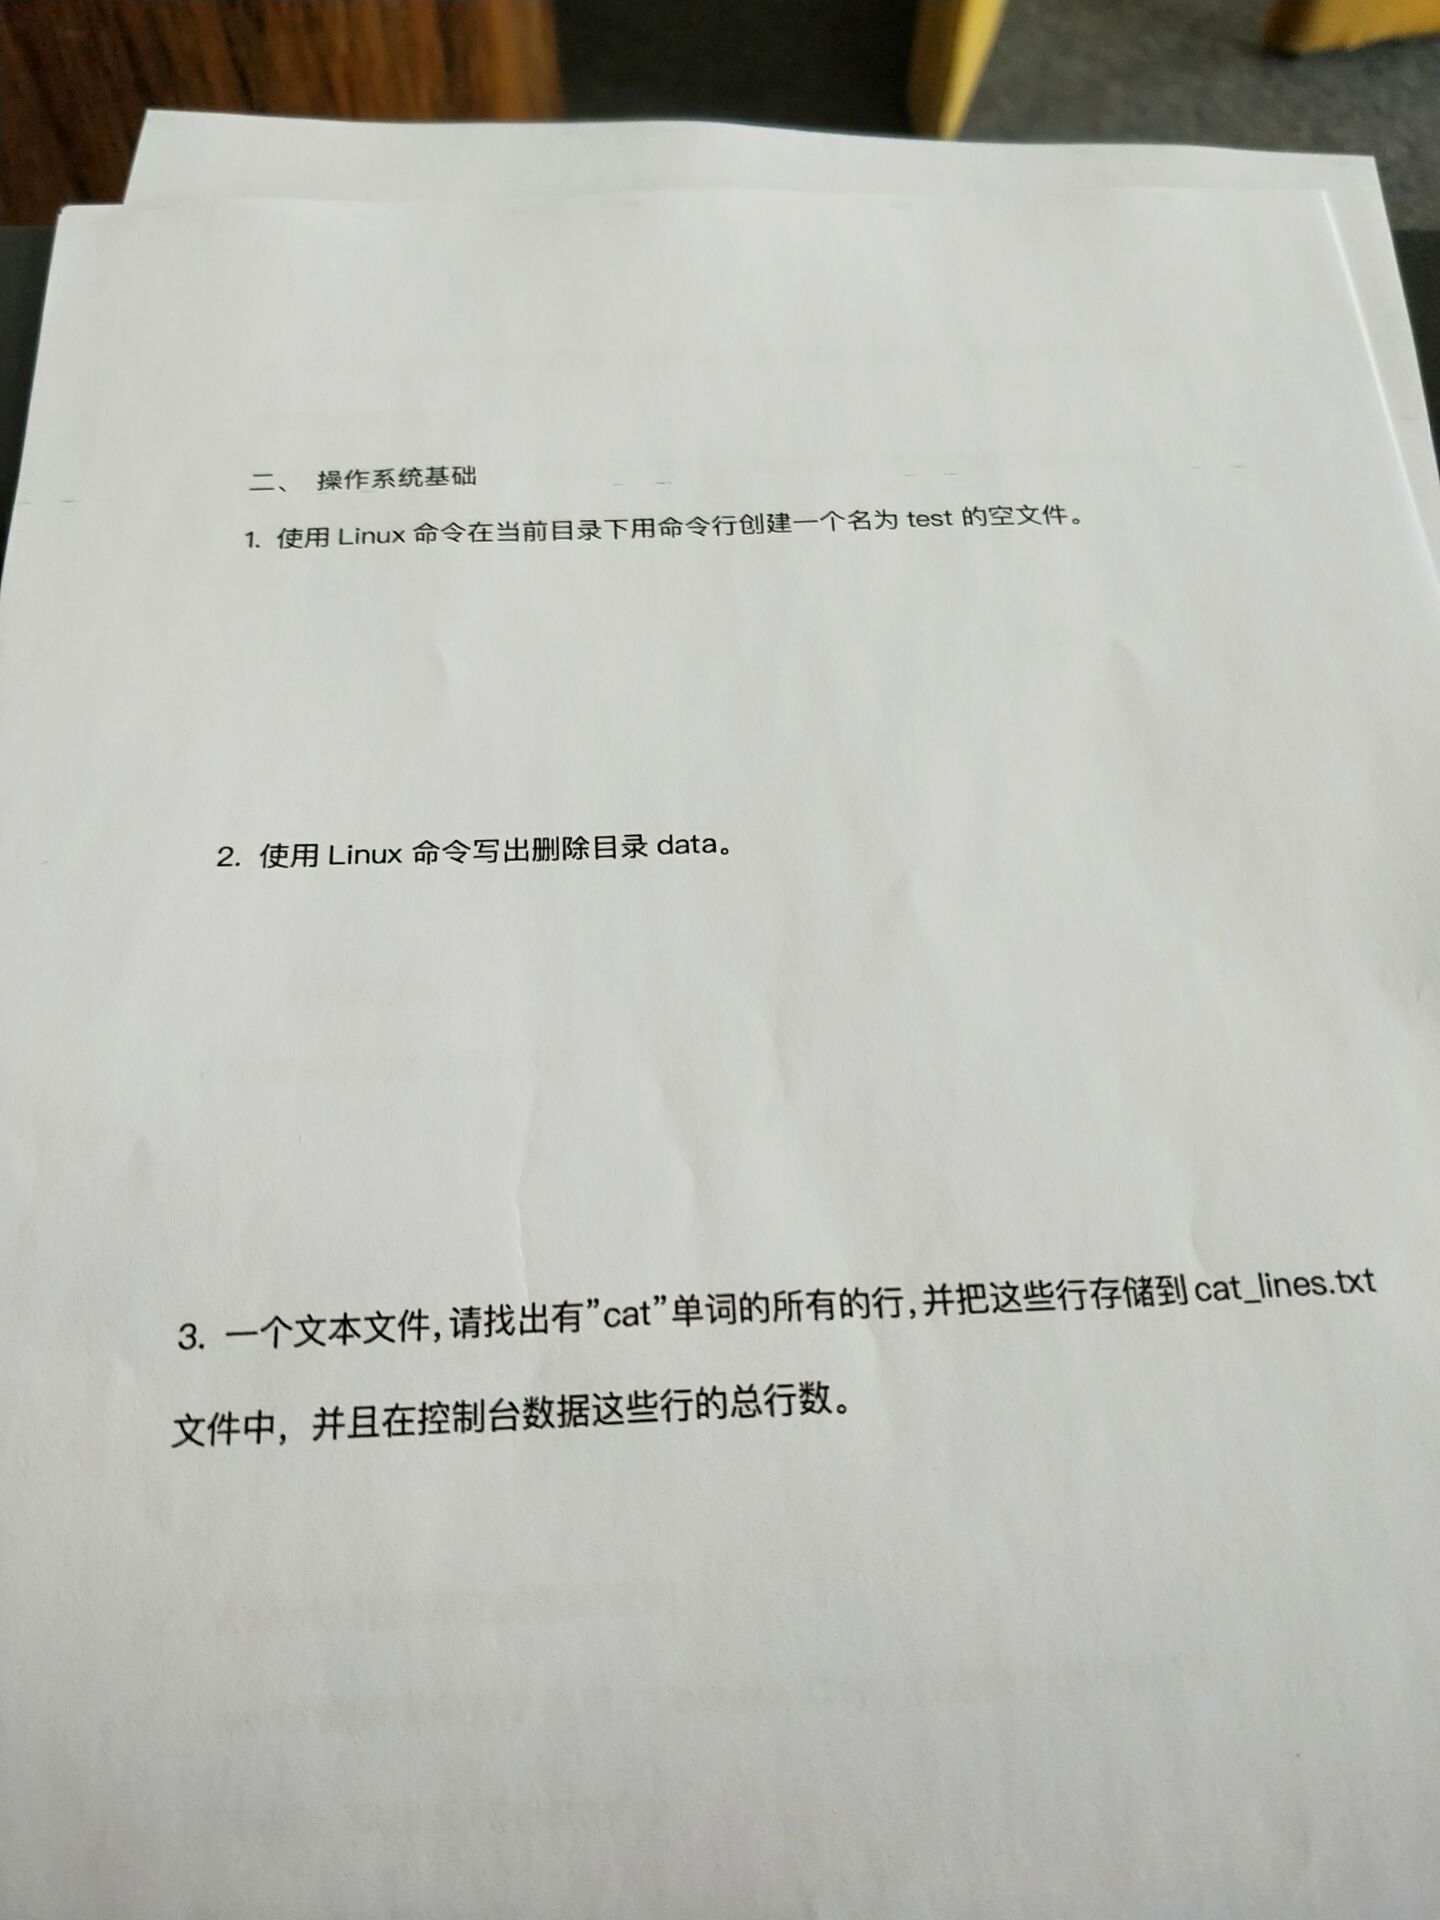 二、 操作系统基础
1. 使用 Linux 命令在当前目录下用命令行创建一个名为 test 的空文件。
2. 使用 Linux 命令写出删除目录 data。
3. 一个文本文件,请找出有”cat”单词的所有的行,并把这些行存储到 cat_lines.txt
文件中，并且在控制台数据这些行的总行数。